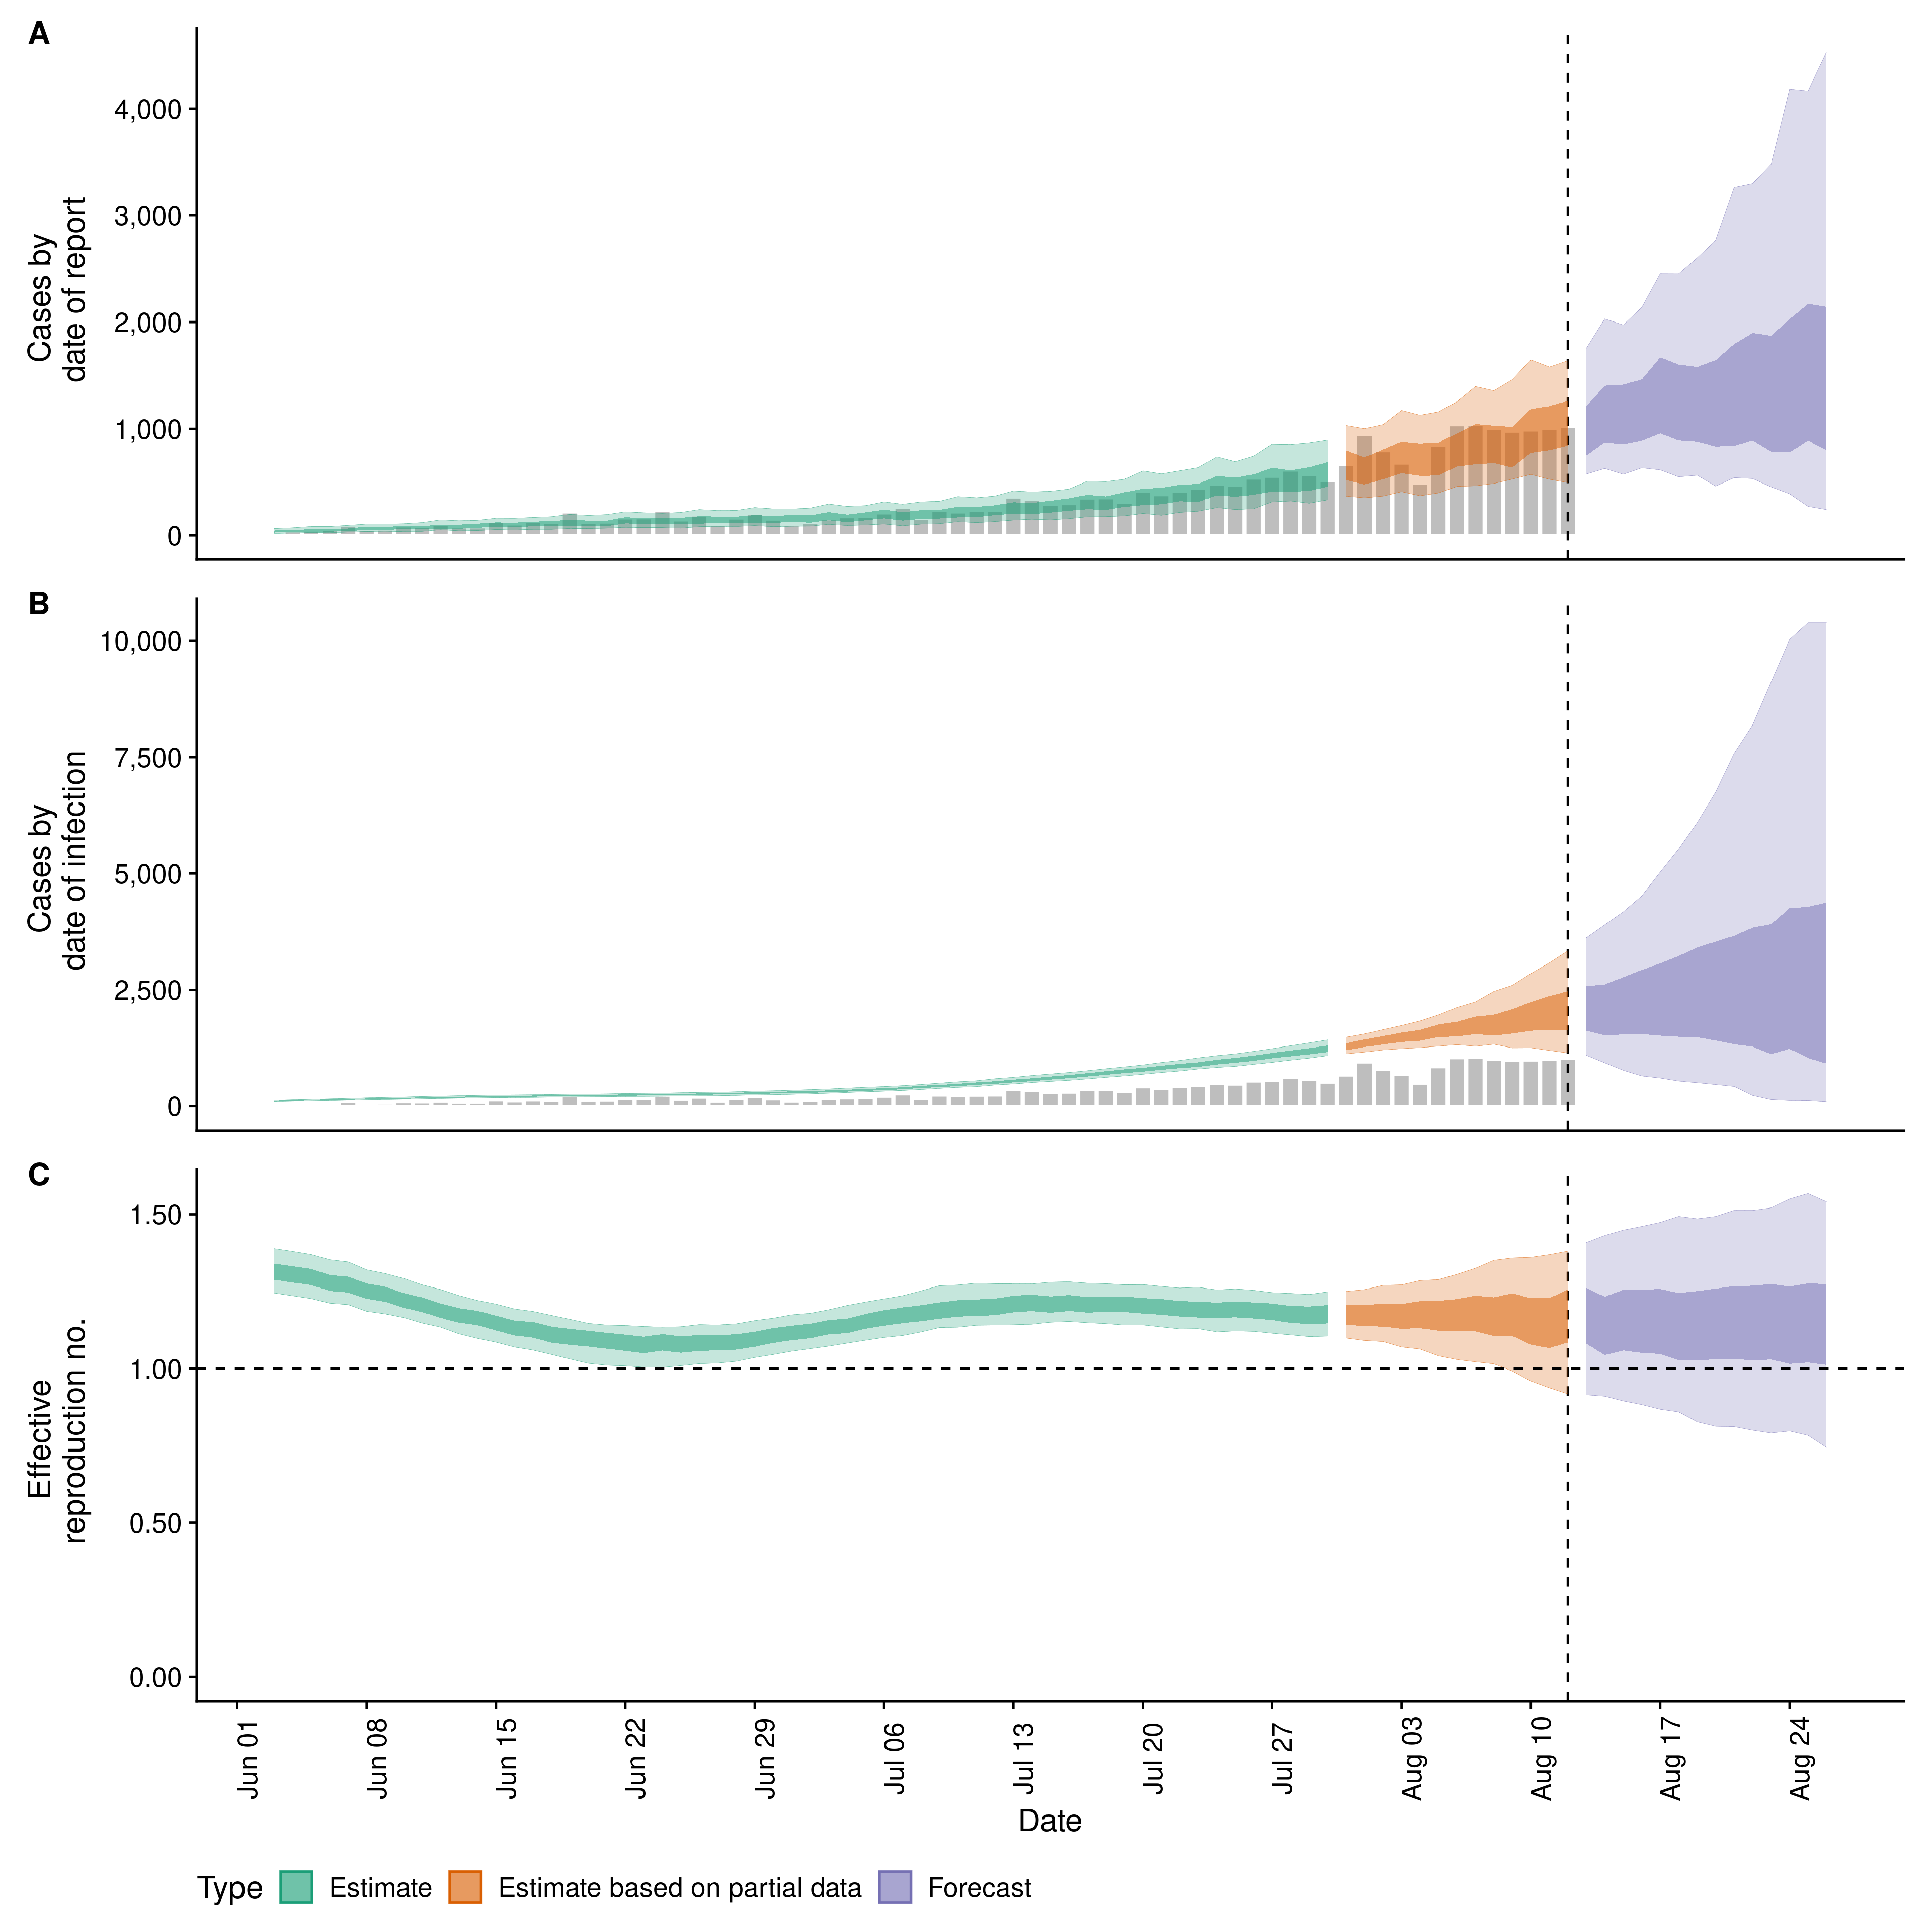 A
Cases by
date of report
4,000
3,000
2,000
1,000
0
B
Cases by
date of infection
10,000
7,500
5,000
2,500
0
C
Effective
reproduction no.
1.50
1.00
0.50
0.00
Jun 01
Jun 08
Jun 15
Jun 22
Jun 29
Jul 06
Jul 13
Jul 20
Jul 27
Aug 03
Aug 10
Aug 17
Aug 24
Date
Type Estimate Estimate based on partial data Forecast